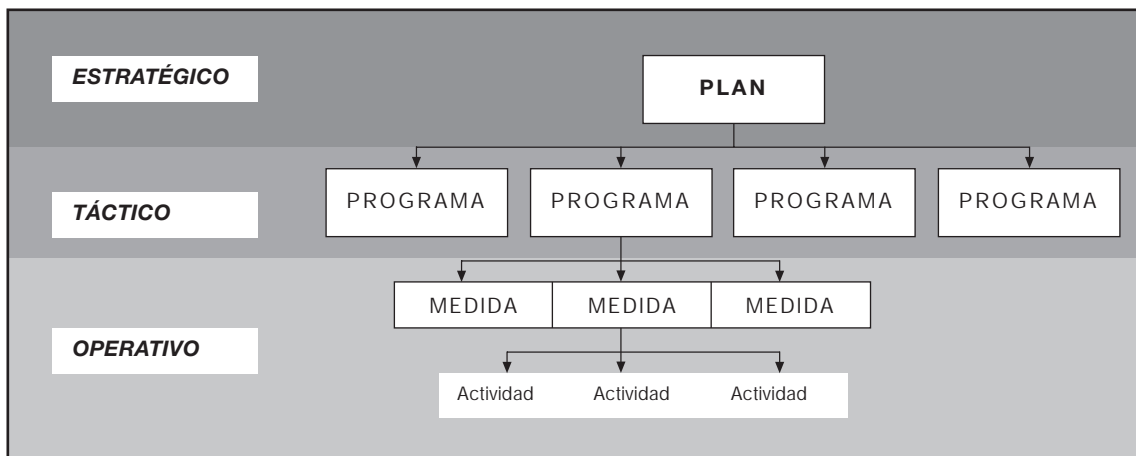 ESTRATÉGICO
PLAN
TÁCTICO
PROGRAMA PROGRAMA PROGRAMA PROGRAMA
MEDIDA MEDIDA MEDIDA
OPERATIVO
Actividad Actividad Actividad